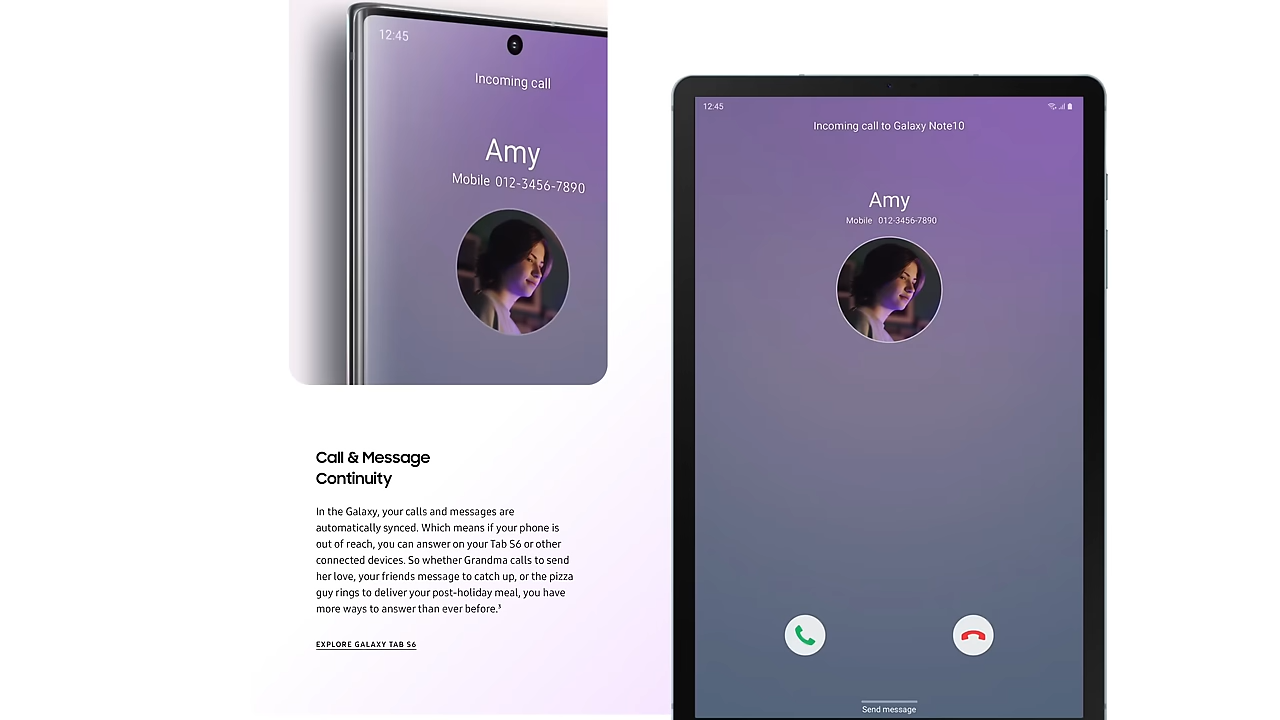 12:45
Incoming call
Amy
Mobile 012-3456-7890
Call & Message
Continuity
In the Galaxy, your calls and messages are
automatically synced. Which means if your phone is
out of reach, you can answer on your Tab S6 or other
connected devices. So whether Grandma calls to send
her love, your friends message to catch up, or the pizza
guy rings to deliver your post-holiday meal, you have
more ways to answer than ever before.³
EXPLORE GALAXY TAB S6
12:45
Incoming call to Galaxy Note10
Amy
Mobile 012-3456-7890
Send message